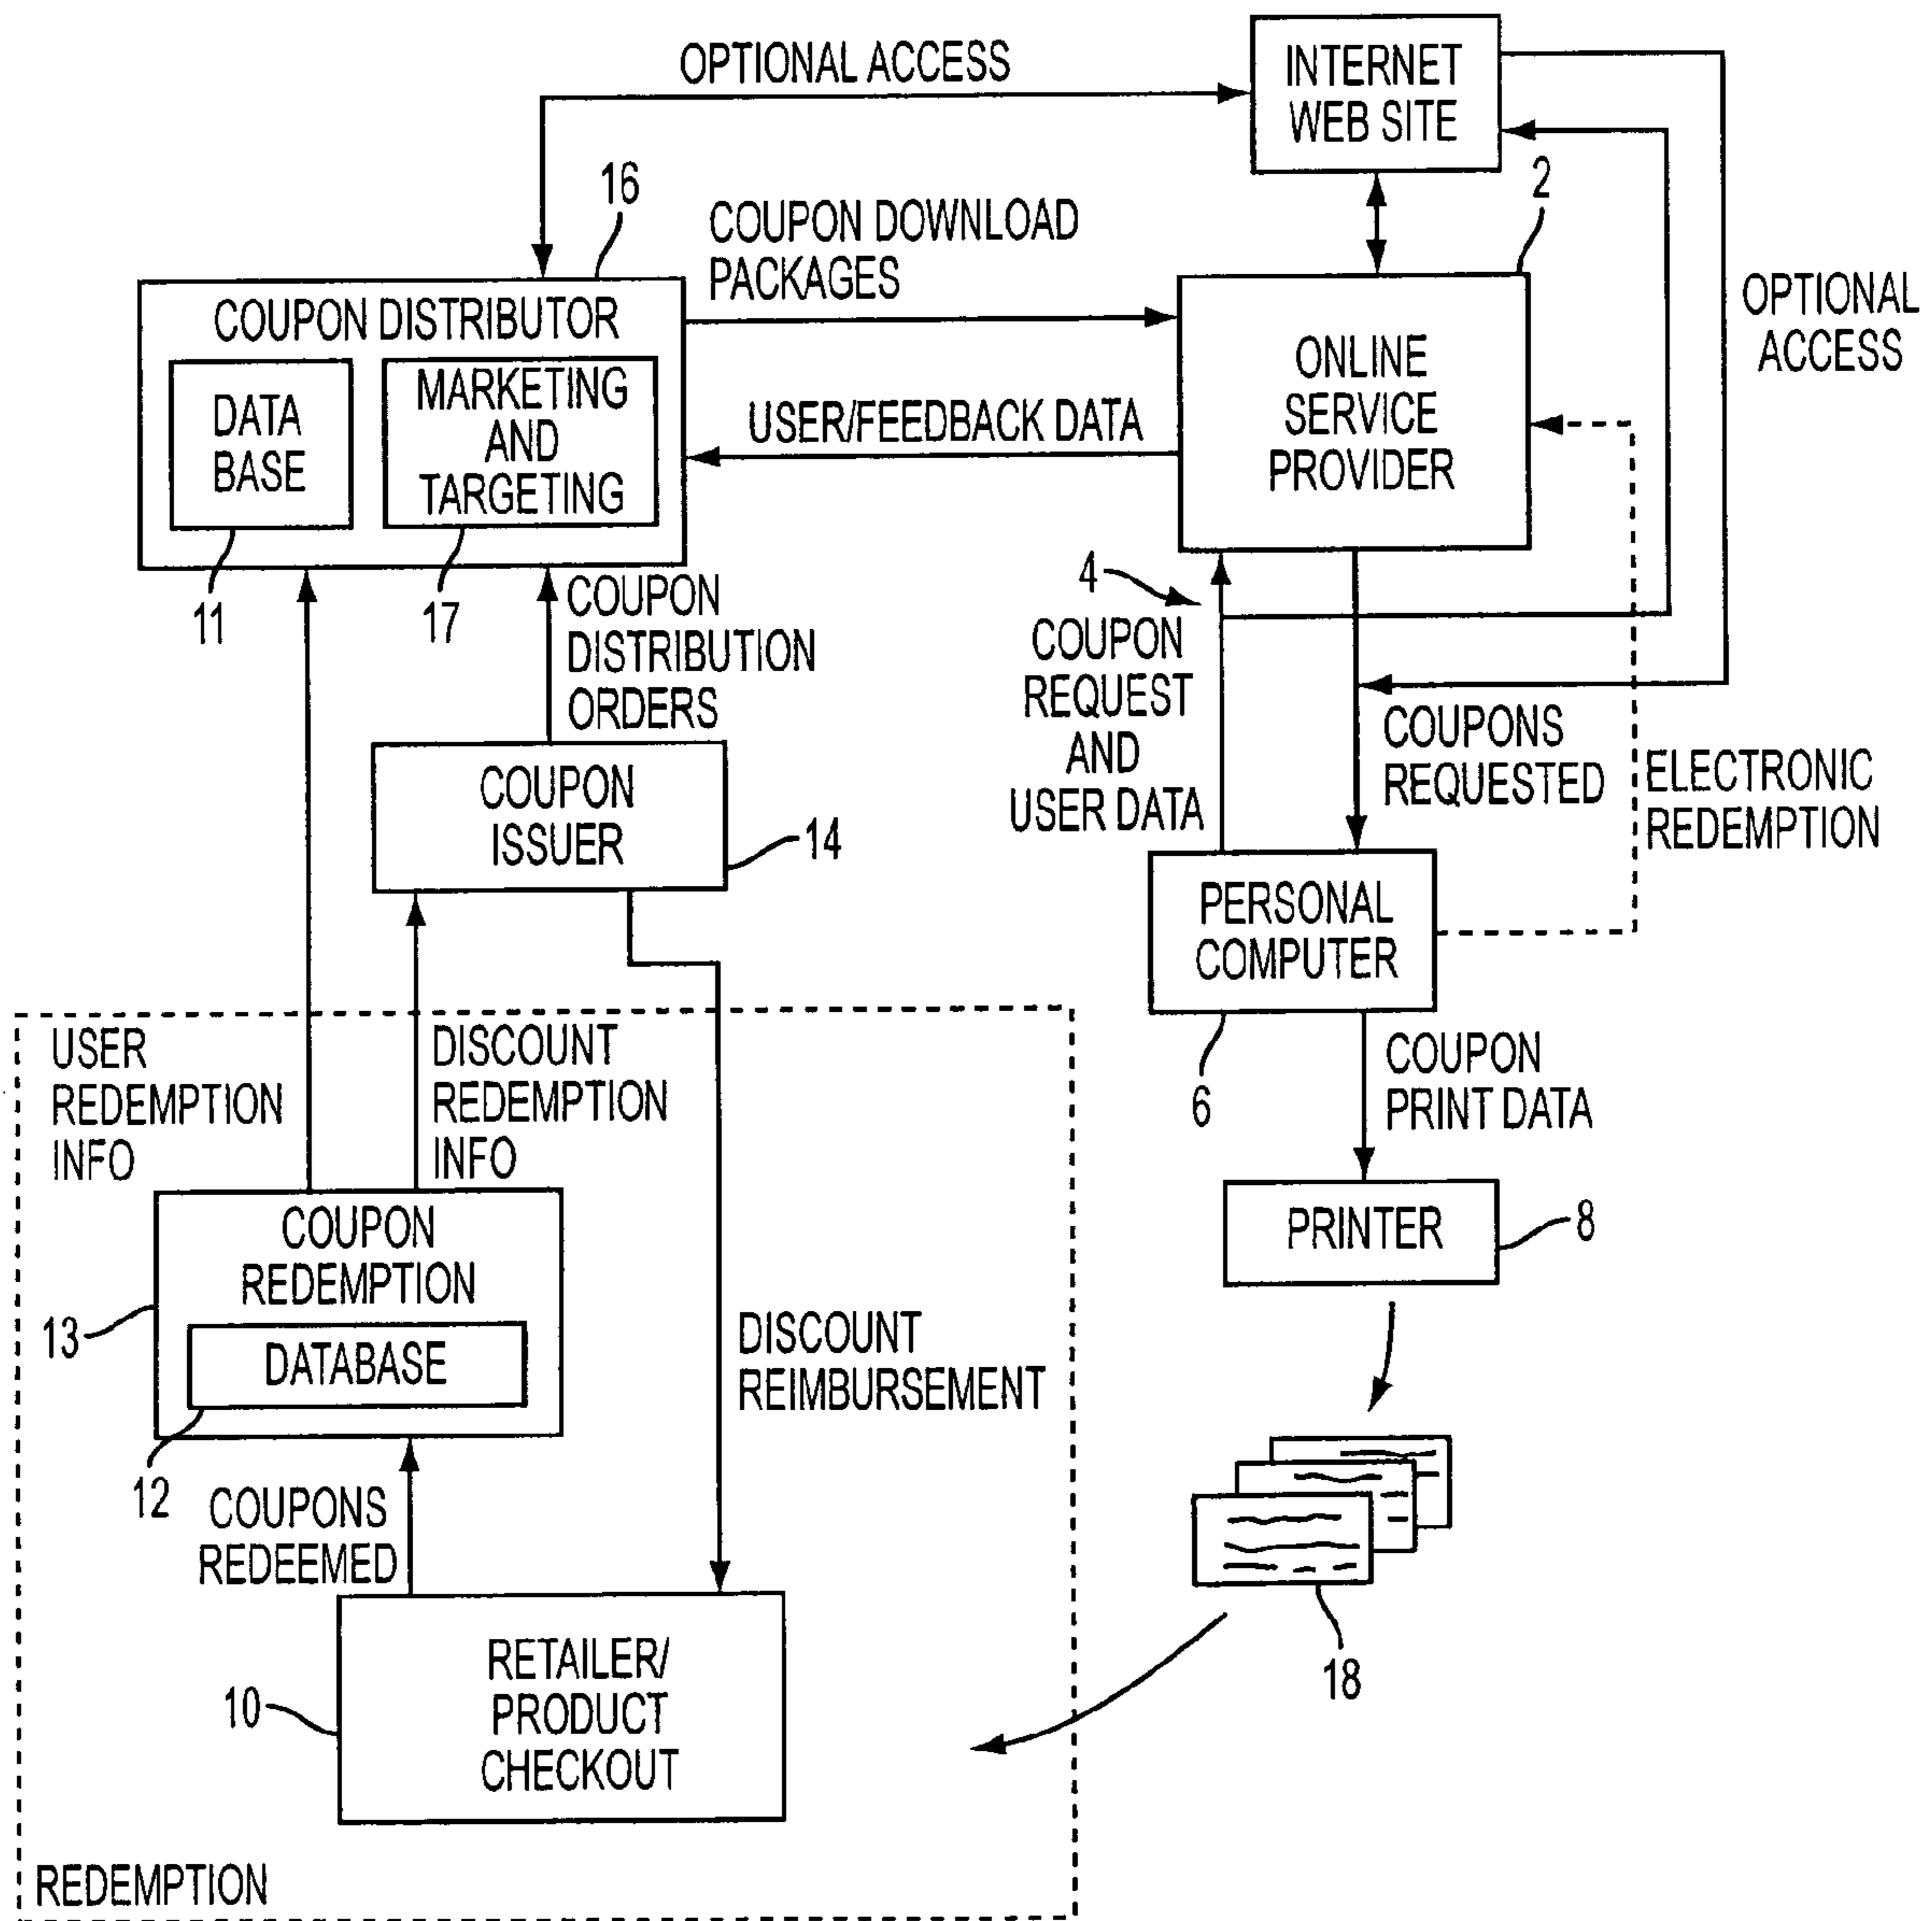 OPTIONAL ACCESS
INTERNET
WEB SITE
16
2
COUPON DOWNLOAD
PACKAGES
OPTIONAL
ACCESS
COUPON DISTRIBUTOR
DATA
BASE
MARKETING
AND
TARGETING
USER/FEEDBACK DATA
ONLINE
SERVICE
PROVIDER
11
17
COUPON
DISTRIBUTION
ORDERS
4
COUPON
REQUEST
AND
USER DATA
COUPONS
REQUESTED
ELECTRONIC
REDEMPTION
COUPON
ISSUER
14
PERSONAL
COMPUTER
6
USER
REDEMPTION
INFO
DISCOUNT
REDEMPTION
INFO
COUPON
PRINT DATA
PRINTER
8
COUPON
REDEMPTION
DATABASE
13
12
DISCOUNT
REIMBURSEMENT
COUPONS
REDEEMED
18
10
RETAILER/
PRODUCT
CHECKOUT
REDEMPTION